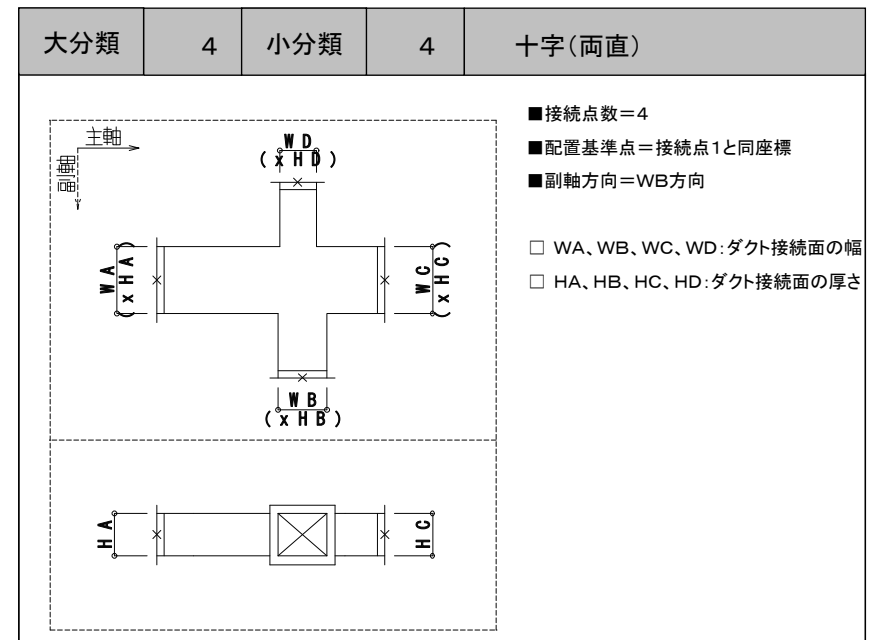 大分類 4 小分類 4 十字(両直)
■接続点数=4
■配置基準点=接続点1と同座標
■副軸方向=WB方向
□ WA、WB、WC、WD:ダクト接続面の幅
□ HA、HB、HC、HD:ダクト接続面の厚さ
主軸
副軸
WD
(xHD)
WA
(xHA)
WC
(xHC)
WB
(xHB)
HA
HC